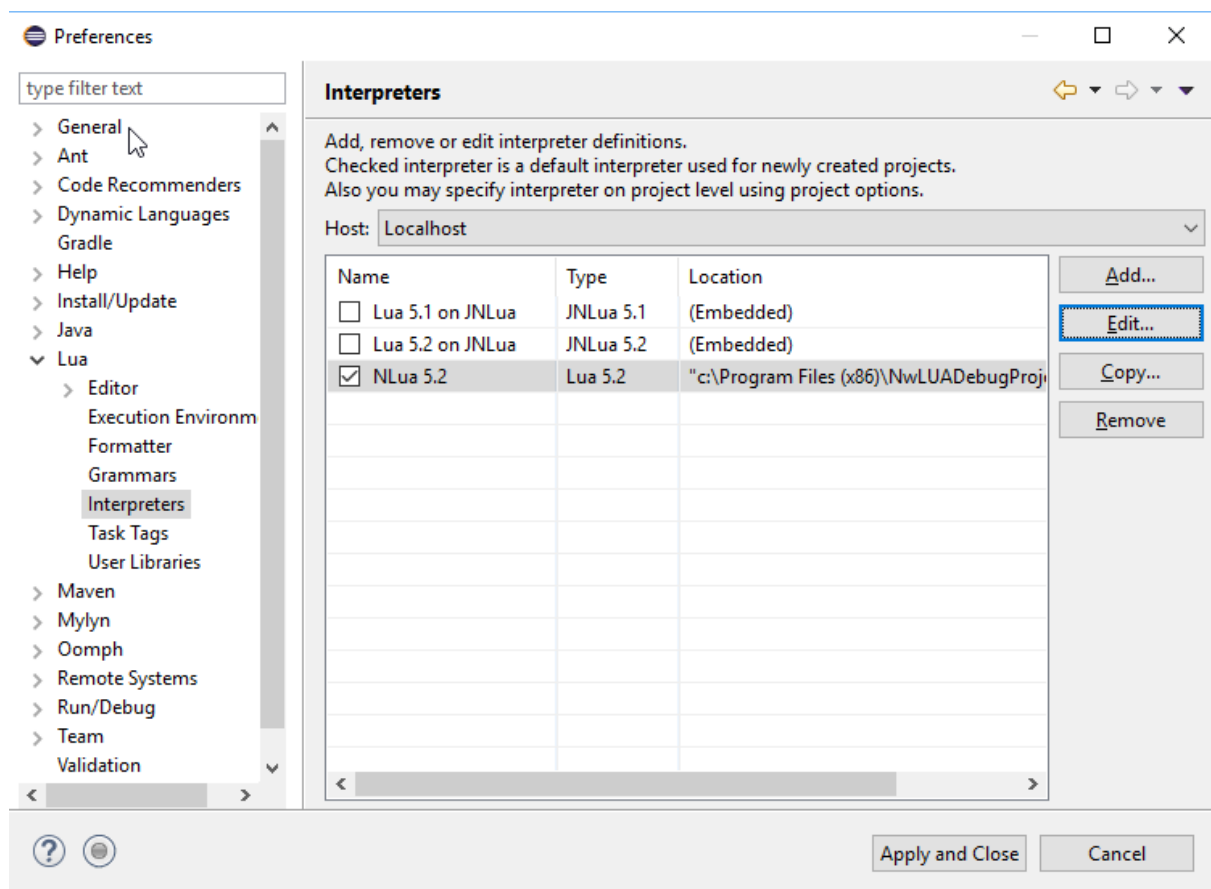 Preferences
type filter text
General
Ant
Code Recommenders
Dynamic Languages
Gradle
Help
Install/Update
Java
Lua
Editor
Execution Environm
Formatter
Grammars
Interpreters
Task Tags
User Libraries
Maven
Mylyn
Oomph
Remote Systems
Run/Debug
Team
Validation
Interpreters
Add, remove or edit interpreter definitions.
Checked interpreter is a default interpreter used for newly created projects.
Also you may specify interpreter on project level using project options.
Host: Localhost
Name Type Location
Lua 5.1 on JNLua JNLua 5.1 (Embedded)
Lua 5.2 on JNLua JNLua 5.2 (Embedded)
NLua 5.2 Lua 5.2 "c:\Program Files (x86)\NwLUADebugProj
Add...
Edit...
Copy...
Remove
?
Apply and Close Cancel